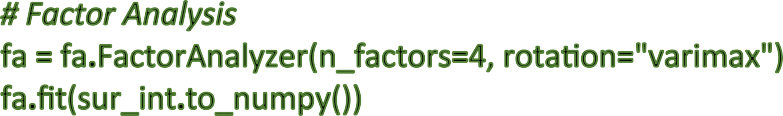 # Factor Analysis
fa = fa.FactorAnalyzer(n_factors=4, rotation="varimax")
fa.fit(sur_int.to_numpy())